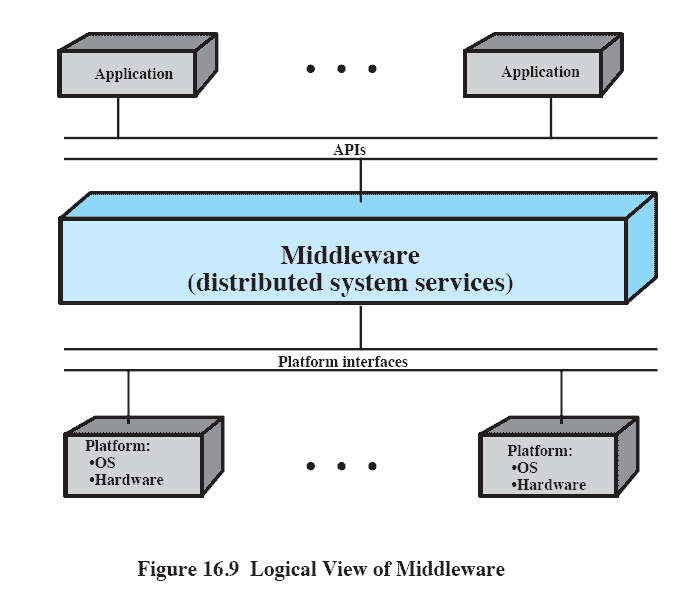 Application
Application
APIs
Middleware
(distributed system services)
Platform interfaces
Platform:
•OS
•Hardware
Platform:
•OS
•Hardware
Figure 16.9 Logical View of Middleware